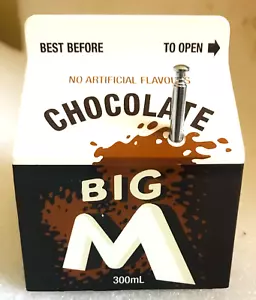 BEST BEFORE TO OPEN
NO ARTIFICIAL FLAVOURS
CHOCOLATE
BIG
M
300mL